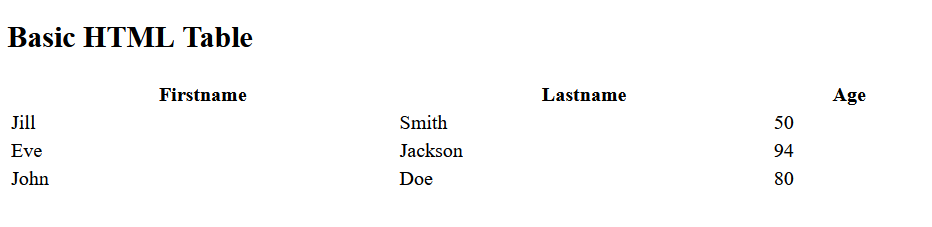 Basic HTML Table
Firstname Lastname Age
Jill Smith 50
Eve Jackson 94
John Doe 80